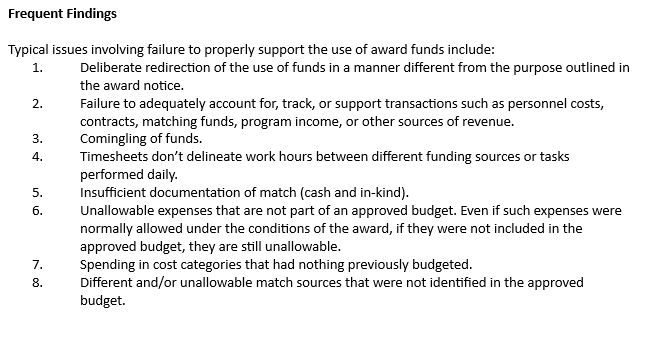 Frequent Findings
Typical issues involving failure to properly support the use of award funds include:
1. Deliberate redirection of the use of funds in a manner different from the purpose outlined in
the award notice.
2. Failure to adequately account for, track, or support transactions such as personnel costs,
contracts, matching funds, program income, or other sources of revenue.
3. Comingling of funds.
4. Timesheets don't delineate work hours between different funding sources or tasks
performed daily.
5. Insufficient documentation of match (cash and in-kind).
6. Unallowable expenses that are not part of an approved budget. Even if such expenses were
normally allowed under the conditions of the award, if they were not included in the
approved budget, they are still unallowable.
7. Spending in cost categories that had nothing previously budgeted.
8. Different and/or unallowable match sources that were not identified in the approved
budget.